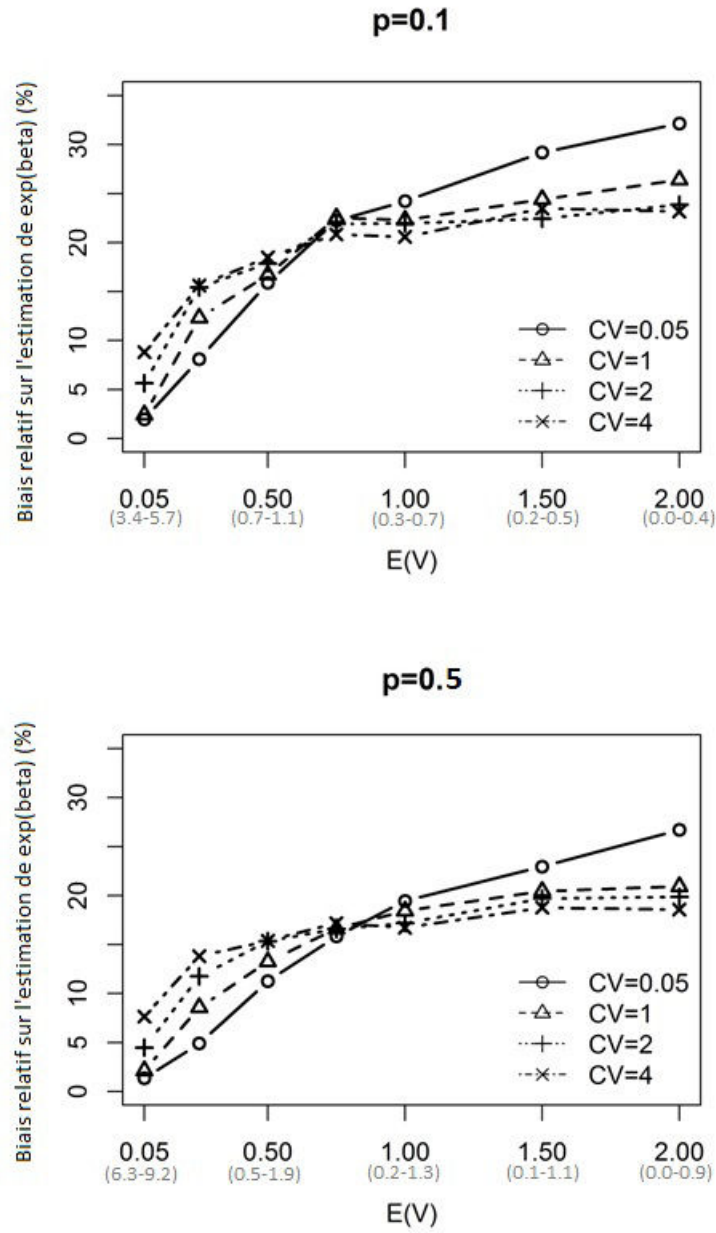 p=0.1
Biais relatif sur l'estimation de exp(beta) (%)
30
20
10
5
0
CV=0.05
CV=1
CV=2
CV=4
0.05 0.50 1.00 1.50 2.00
(3.4-5.7) (0.7-1.1) (0.3-0.7) (0.2-0.5) (0.0-0.4)
E(V)
p=0.5
Biais relatif sur l'estimation de exp(beta) (%)
30
20
10
5
0
CV=0.05
CV=1
CV=2
CV=4
0.05 0.50 1.00 1.50 2.00
(6.3-9.2) (0.5-1.9) (0.2-1.3) (0.1-1.1) (0.0-0.9)
E(V)